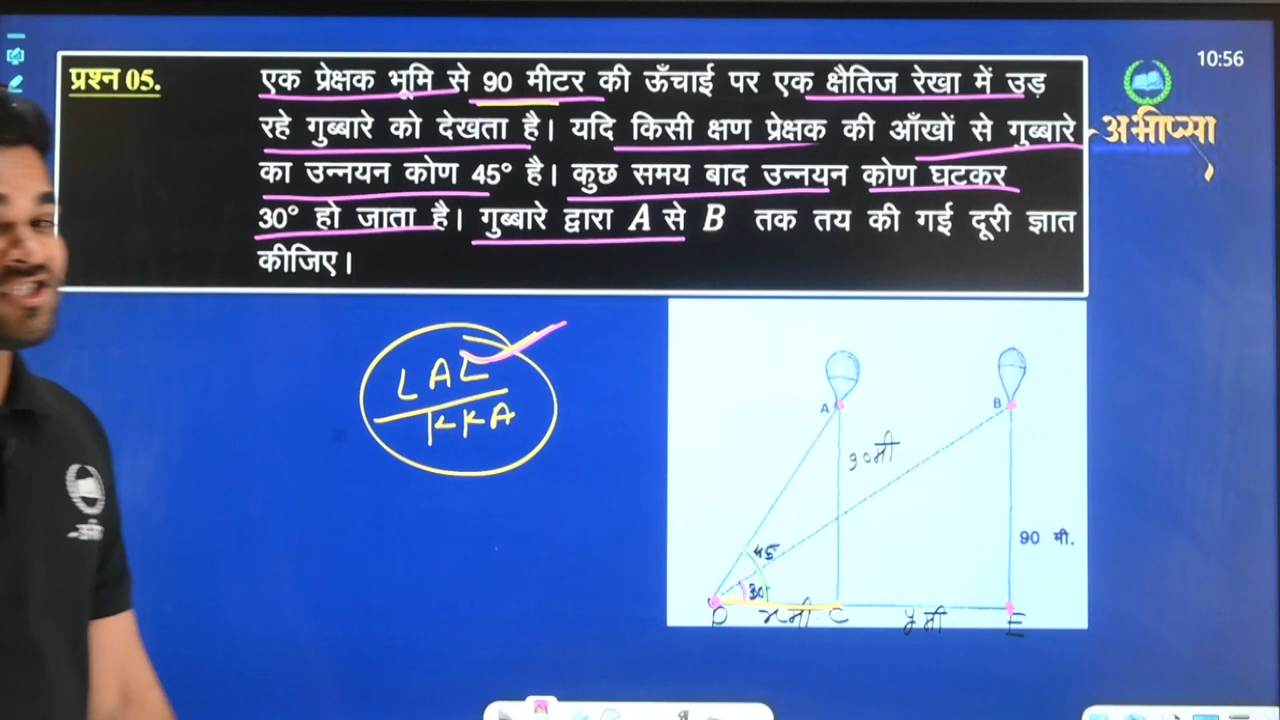 10:56
प्रश्न 05.
एक प्रेक्षक भूमि से 90 मीटर की ऊँचाई पर एक क्षैतिज रेखा में उड़
रहे गुब्बारे को देखता है। यदि किसी क्षण प्रेक्षक की आँखों से गुब्बारे
का उन्नयन कोण 45° है। कुछ समय बाद उन्नयन कोण घटकर
30° हो जाता है। गुब्बारे द्वारा A से B तक तय की गई दूरी ज्ञात
कीजिए।
अभीप्सा
LAL
KKA
A
B
90मी.
90 मी.
45
30
D
x मी.
C
y मी.
E